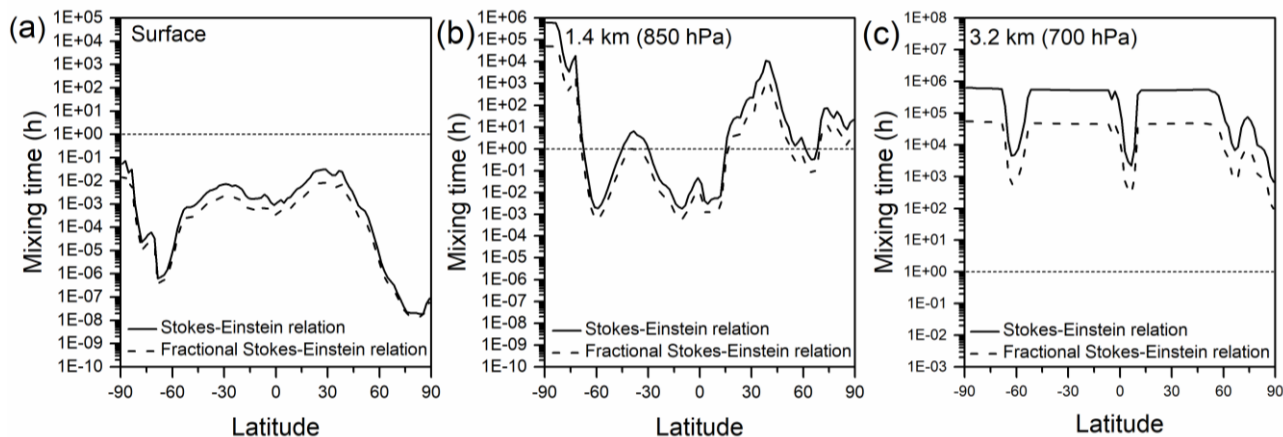 (a)
Surface
Mixing time (h)
1E+05
1E+04
1E+03
1E+02
1E+01
1E+00
1E-01
1E-02
1E-03
1E-04
1E-05
1E-06
1E-07
1E-08
1E-09
1E-10
Stokes-Einstein relation
Fractional Stokes-Einstein relation
-90 -60 -30 0 30 60 90
Latitude
(b)
1.4 km (850 hPa)
Mixing time (h)
1E+06
1E+05
1E+04
1E+03
1E+02
1E+01
1E+00
1E-01
1E-02
1E-03
1E-04
1E-05
1E-06
1E-07
1E-08
1E-09
1E-10
Stokes-Einstein relation
Fractional Stokes-Einstein relation
-90 -60 -30 0 30 60 90
Latitude
(c)
3.2 km (700 hPa)
Mixing time (h)
1E+08
1E+07
1E+06
1E+05
1E+04
1E+03
1E+02
1E+01
1E+00
1E-01
1E-02
1E-03
Stokes-Einstein relation
Fractional Stokes-Einstein relation
-90 -60 -30 0 30 60 90
Latitude